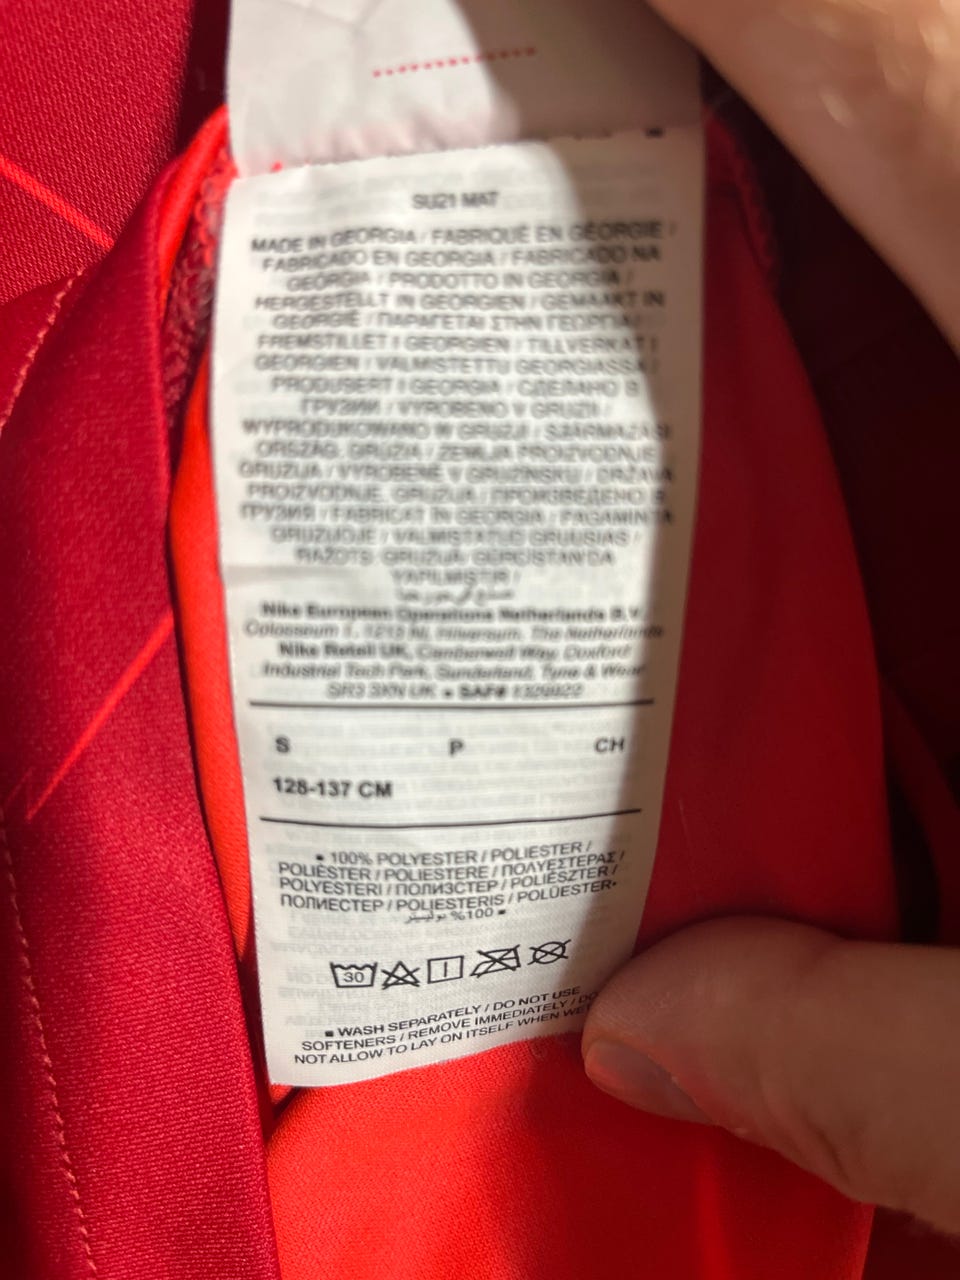 SU21 MAT
MADE IN GEORGIA / FABRIQUÉ EN GÉORGIE /
FABRICADO EN GEORGIA / FABRICADO NA
GEÓRGIA / PRODOTTO IN GEORGIA /
HERGESTELLT IN GEORGIEN / GEMAAKT IN
GEORGIË / ΠΑΡΑΓΕΤΑΙ ΣΤΗΝ ΓΕΩΡΓΙΑ /
FREMSTILLET I GEORGIEN / TILLVERKAT I
GEORGIEN / VALMISTETTU GEORGIASSA /
PRODUSERT I GEORGIA / СДЕЛАНО В
ГРУЗИИ / VYROBENO V GRUZII /
WYPRODUKOWANO W GRUZJI / SZÁRMAZÁSI
ORSZÁG: GRÚZIA / ZEMLJA PROIZVODNJE:
GRUZIJA / VYROBENÉ V GRUZÍNSKU / DRŽAVA
PROIZVODNJE: GRUZIJA / ПРОИЗВЕДЕНО В
ГРУЗИЯ / FABRICAT IN GEORGIA / PAGAMINTA
GRUZIJOJE / VALMISTATUD GRUUSIAS /
RAŽOTS: GRUZIJA / GÜRCİSTAN'DA
YAPILMIŞTIR /
Nike European Operations Netherlands B.V.
Colosseum 1, 1213 NL Hilversum, The Netherlands
Nike Retail UK, Camberwell Way, Doxford
Industrial Tech Park, Sunderland, Tyne & Wear
SR3 3XN UK • SAF#
S P CH
128-137 CM
▪ 100% POLYESTER / POLIESTER /
POLIÉSTER / POLIESTERE / ΠΟΛΥΕΣΤΕΡΑΣ /
POLYESTERI / ПОЛИЭСТЕР / POLIÉSZTER /
ПОЛИЕСТЕР / POLIESTERIS / POLÜESTER
100% بوليستر ▪
30
▪ WASH SEPARATELY / DO NOT USE
SOFTENERS / REMOVE IMMEDIATELY / DO
NOT ALLOW TO LAY ON ITSELF WHEN WET